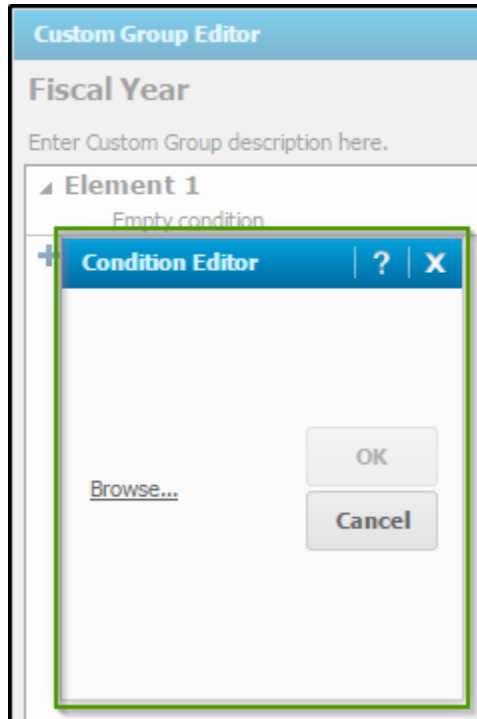 Custom Group Editor
Fiscal Year
Enter Custom Group description here.
Element 1
Empty condition
Condition Editor ? X
OK
Browse...
Cancel